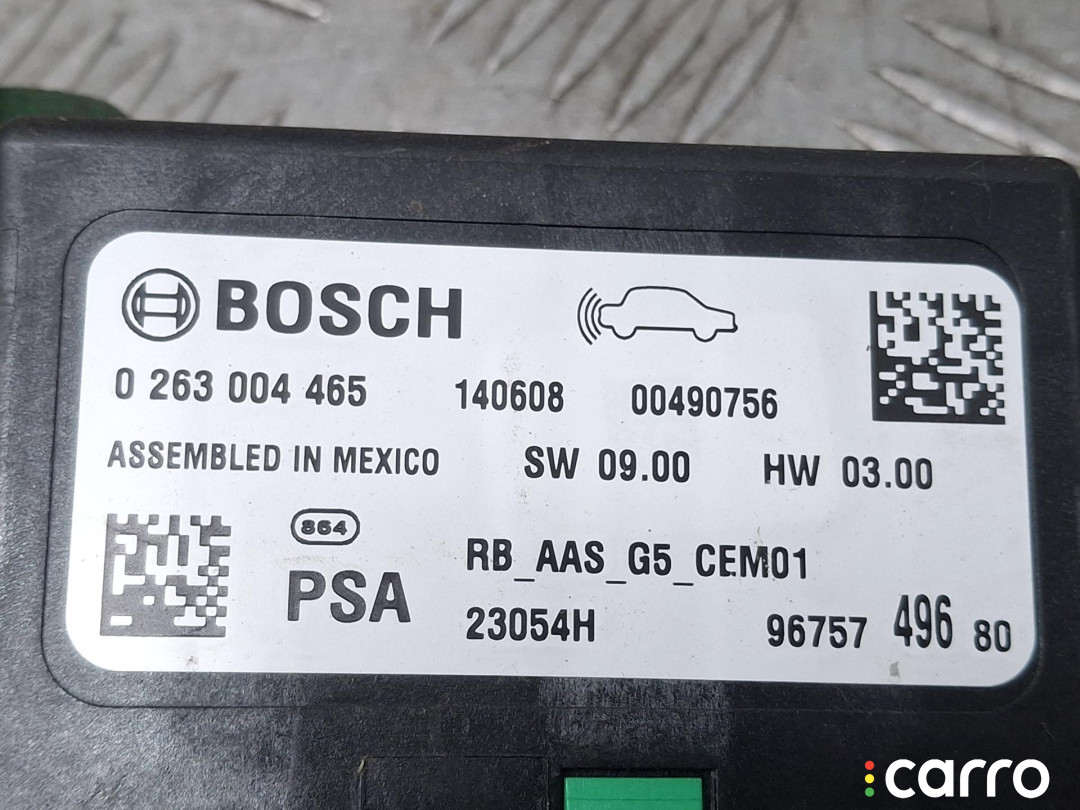 BOSCH
0 263 004 465 140608 00490756
ASSEMBLED IN MEXICO SW 09.00 HW 03.00
864
PSA RB_AAS_G5_CEM01
23054H 96757 496 80
carro